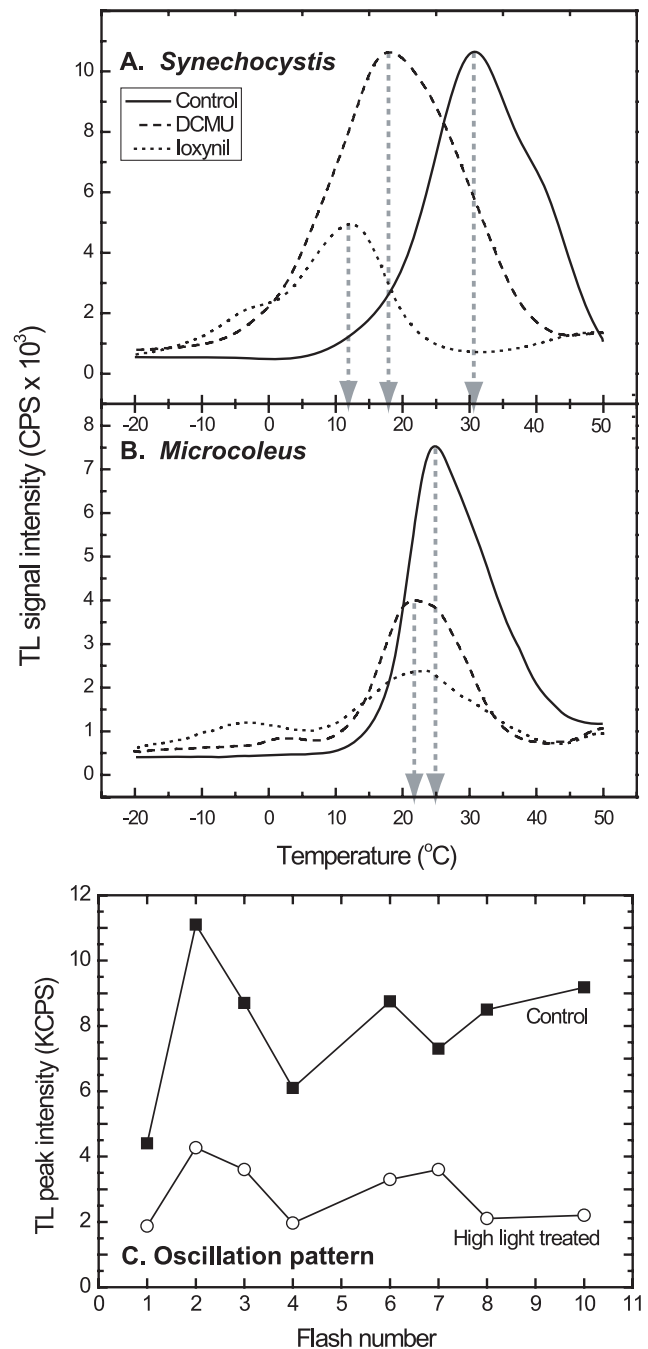 A. Synechocystis
Control
DCMU
Ioxynil
10
8
6
4
2
0
-20 -10 0 10 20 30 40 50
TL signal intensity (CPS x 10³)
B. Microcoleus
8
7
6
5
4
3
2
1
0
-20 -10 0 10 20 30 40 50
Temperature (°C)
12
10
8
6
4
2
0
TL peak intensity (KCPS)
Control
High light treated
C. Oscillation pattern
0 1 2 3 4 5 6 7 8 9 10 11
Flash number